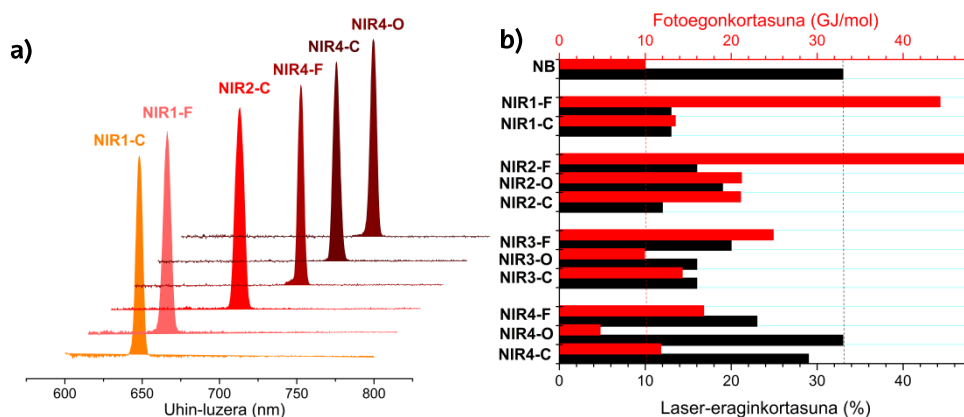 a)
NIR4-O
NIR4-C
NIR4-F
NIR2-C
NIR1-F
NIR1-C
600 650 700 750 800
Uhin-luzera (nm)
b)
Fotoegonkortasuna (GJ/mol)
0 10 20 30 40
NB
NIR1-F
NIR1-C
NIR2-F
NIR2-O
NIR2-C
NIR3-F
NIR3-O
NIR3-C
NIR4-F
NIR4-O
NIR4-C
0 10 20 30 40
Laser-eraginkortasuna (%)